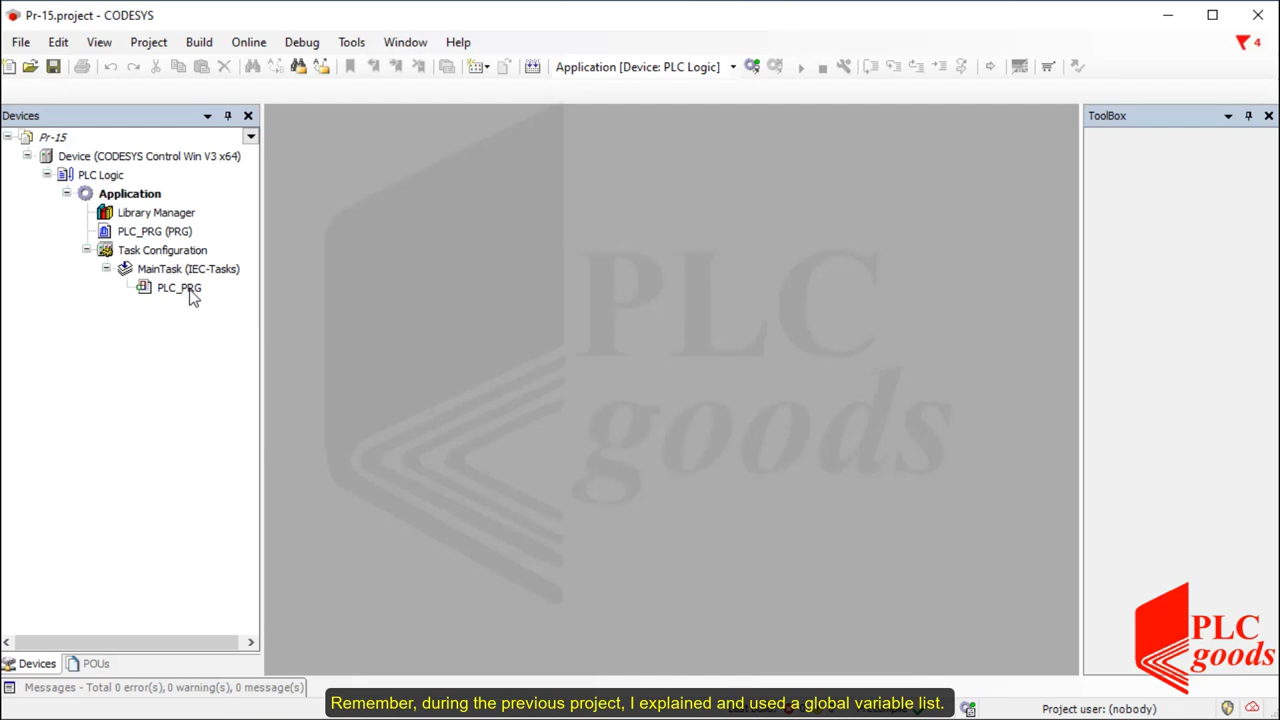 Pr-15.project - CODESYS
File Edit View Project Build Online Debug Tools Window Help
4
Application [Device: PLC Logic]
Devices
ToolBox
Pr-15
Device (CODESYS Control Win V3 x64)
PLC Logic
Application
Library Manager
PLC_PRG (PRG)
Task Configuration
MainTask (IEC-Tasks)
PLC_PRG
PLC
goods
PLC
goods
Devices
POUs
Messages - Total 0 error(s), 0 warning(s), 0 message(s)
Remember, during the previous project, I explained and used a global variable list.
Project user: (nobody)